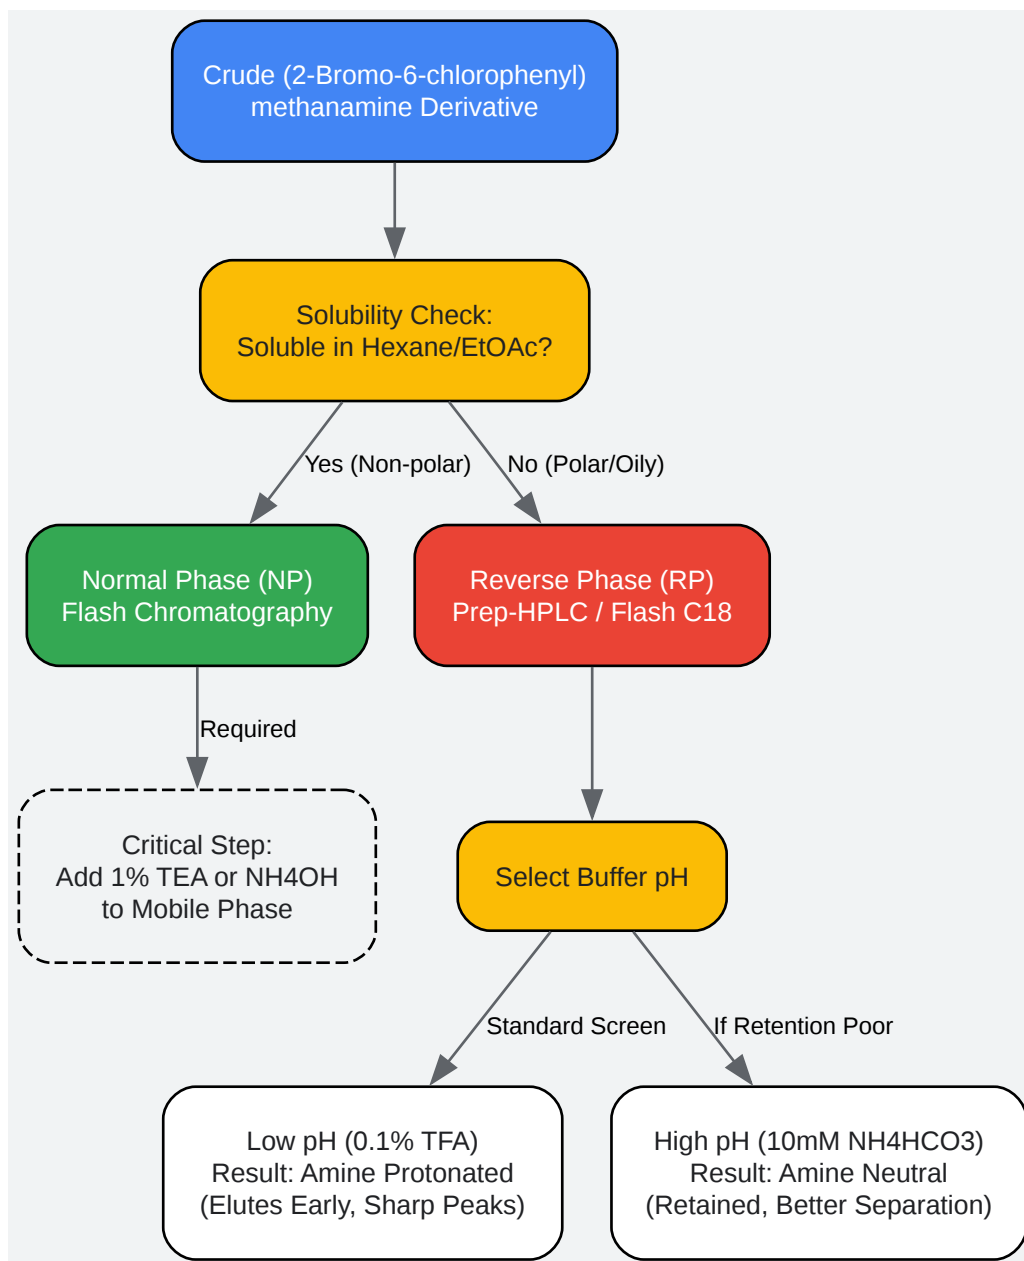 Crude (2-Bromo-6-chlorophenyl)
methanamine Derivative
Solubility Check:
Soluble in Hexane/EtOAc?
Yes (Non-polar)
No (Polar/Oily)
Normal Phase (NP)
Flash Chromatography
Reverse Phase (RP)
Prep-HPLC / Flash C18
Required
Critical Step:
Add 1% TEA or NH4OH
to Mobile Phase
Select Buffer pH
Standard Screen
If Retention Poor
Low pH (0.1% TFA)
Result: Amine Protonated
(Elutes Early, Sharp Peaks)
High pH (10mM NH4HCO3)
Result: Amine Neutral
(Retained, Better Separation)